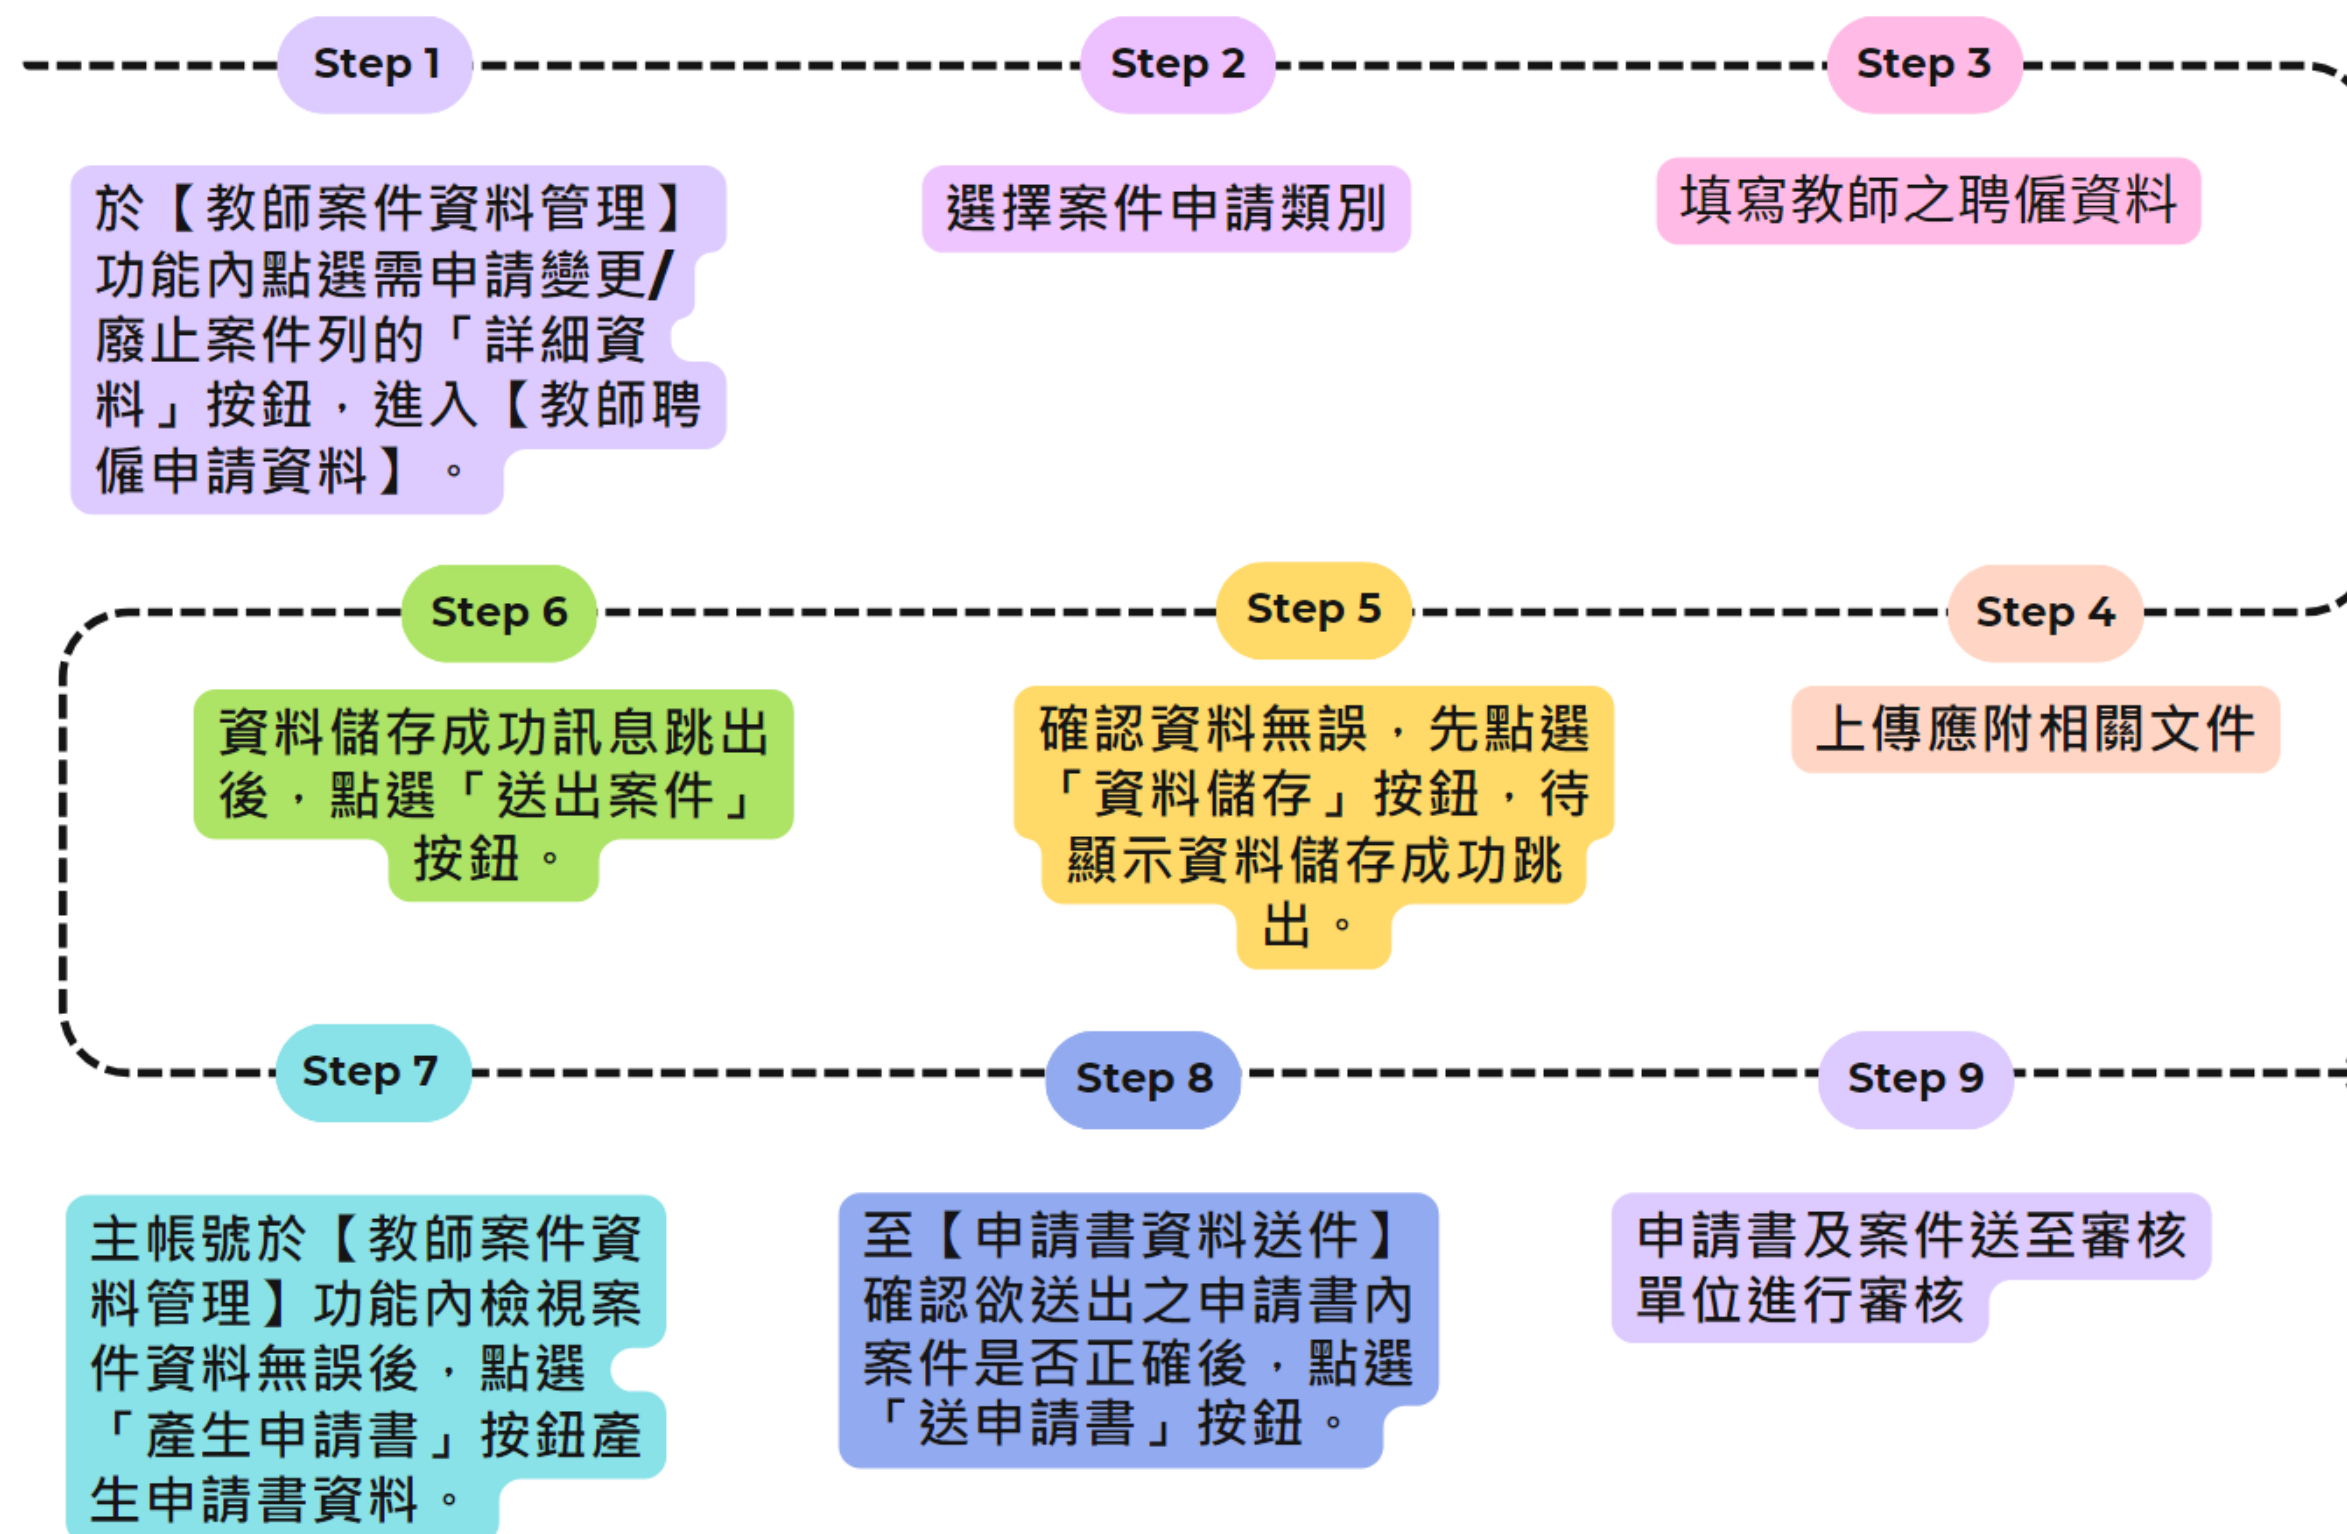 Step 1
於【教師案件資料管理】
功能內點選需申請變更/
廢止案件列的「詳細資
料」按鈕，進入【教師聘
僱申請資料】。
Step 2
選擇案件申請類別
Step 3
填寫教師之聘僱資料
Step 4
上傳應附相關文件
Step 5
確認資料無誤，先點選
「資料儲存」按鈕，待
顯示資料儲存成功跳
出。
Step 6
資料儲存成功訊息跳出
後，點選「送出案件」
按鈕。
Step 7
主帳號於【教師案件資
料管理】功能內檢視案
件資料無誤後，點選
「產生申請書」按鈕產
生申請書資料。
Step 8
至【申請書資料送件】
確認欲送出之申請書內
案件是否正確後，點選
「送申請書」按鈕。
Step 9
申請書及案件送至審核
單位進行審核